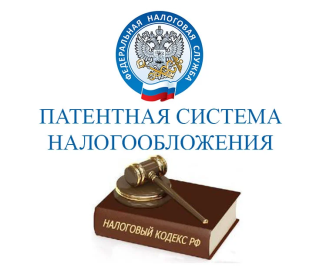 ФЕДЕРАЛЬНАЯ НАЛОГОВАЯ СЛУЖБА
ПАТЕНТНАЯ СИСТЕМА
НАЛОГООБЛОЖЕНИЯ
НАЛОГОВЫЙ КОДЕКС РФ